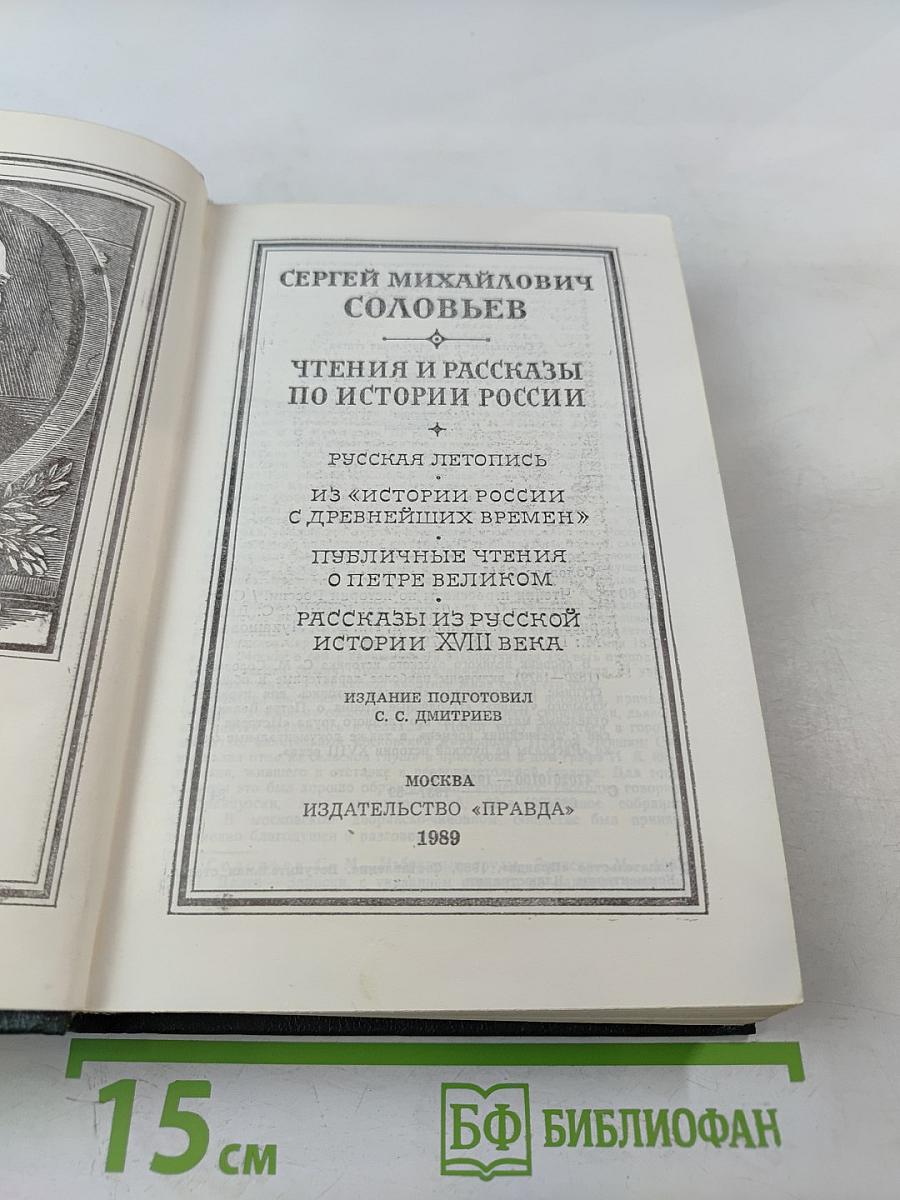 СЕРГЕЙ МИХАЙЛОВИЧ
СОЛОВЬЕВ
ЧТЕНИЯ И РАССКАЗЫ
ПО ИСТОРИИ РОССИИ
РУССКАЯ ЛЕТОПИСЬ
ИЗ «ИСТОРИИ РОССИИ
С ДРЕВНЕЙШИХ ВРЕМЕН»
ПУБЛИЧНЫЕ ЧТЕНИЯ
О ПЕТРЕ ВЕЛИКОМ
РАССКАЗЫ ИЗ РУССКОЙ
ИСТОРИИ XVIII ВЕКА
ИЗДАНИЕ ПОДГОТОВИЛ
С. С. ДМИТРИЕВ
МОСКВА
ИЗДАТЕЛЬСТВО «ПРАВДА»
1989
15 см
БФ БИБЛИОФАН